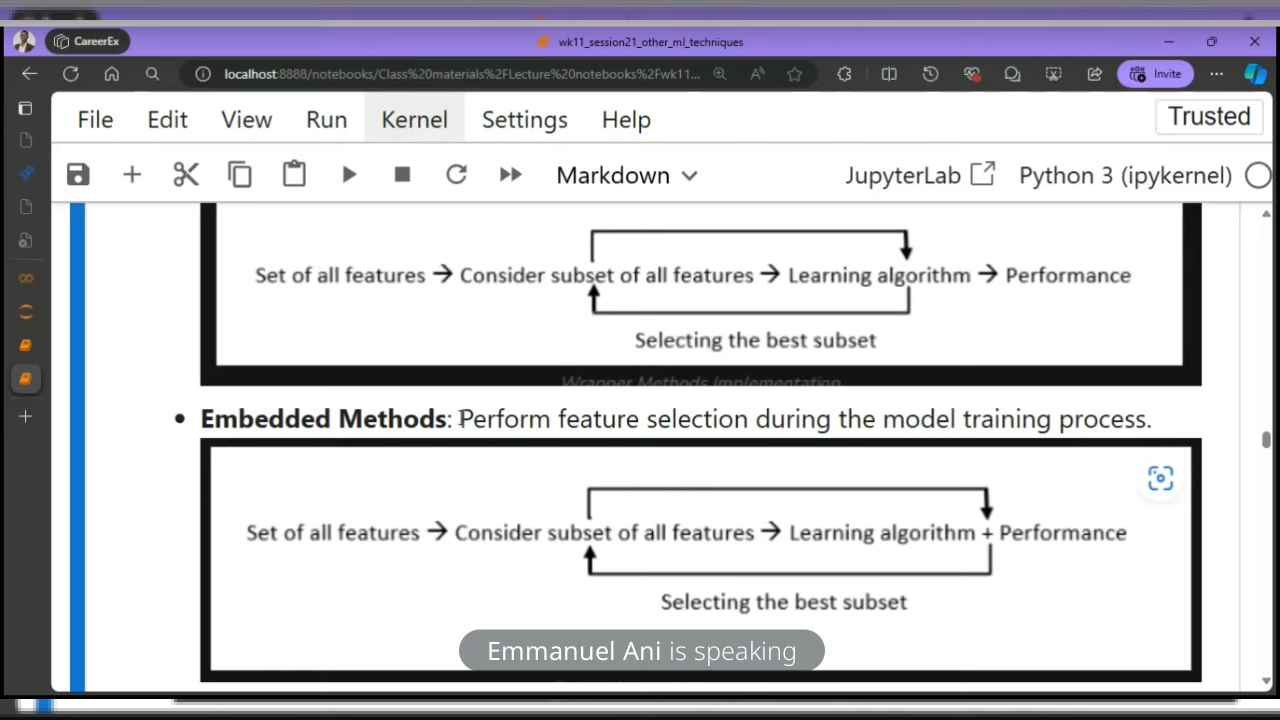 CareerEx
wk11_session21_other_ml_techniques
localhost:8888/notebooks/Class%20materials%2FLecture%20notebooks%2Fwk11...
Invite
File Edit View Run Kernel Settings Help
Trusted
Markdown
JupyterLab
Python 3 (ipykernel)
Set of all features → Consider subset of all features → Learning algorithm → Performance
Selecting the best subset
Wrapper Methods Implementation
• Embedded Methods: Perform feature selection during the model training process.
Set of all features → Consider subset of all features → Learning algorithm + Performance
Selecting the best subset
Emmanuel Ani is speaking